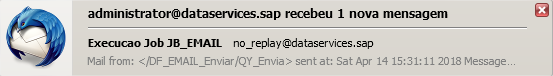 administrator@dataservices.sap recebeu 1 nova mensagem
Execucao Job JB_EMAIL no_replay@dataservices.sap
Mail from: </DF_EMAIL_Enviar/QY_Envia> sent at: Sat Apr 14 15:31:11 2018 Message...